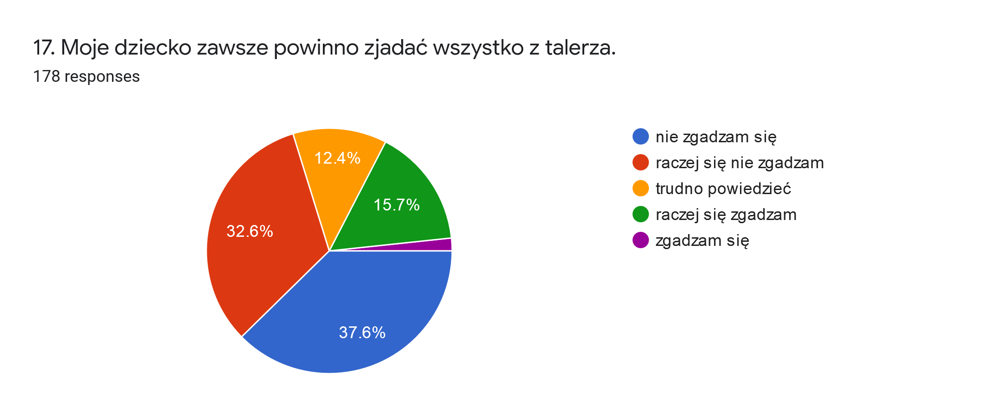 17. Moje dziecko zawsze powinno zjadać wszystko z talerza.
178 responses
12.4%
15.7%
32.6%
37.6%
nie zgadzam się
raczej się nie zgadzam
trudno powiedzieć
raczej się zgadzam
zgadzam się